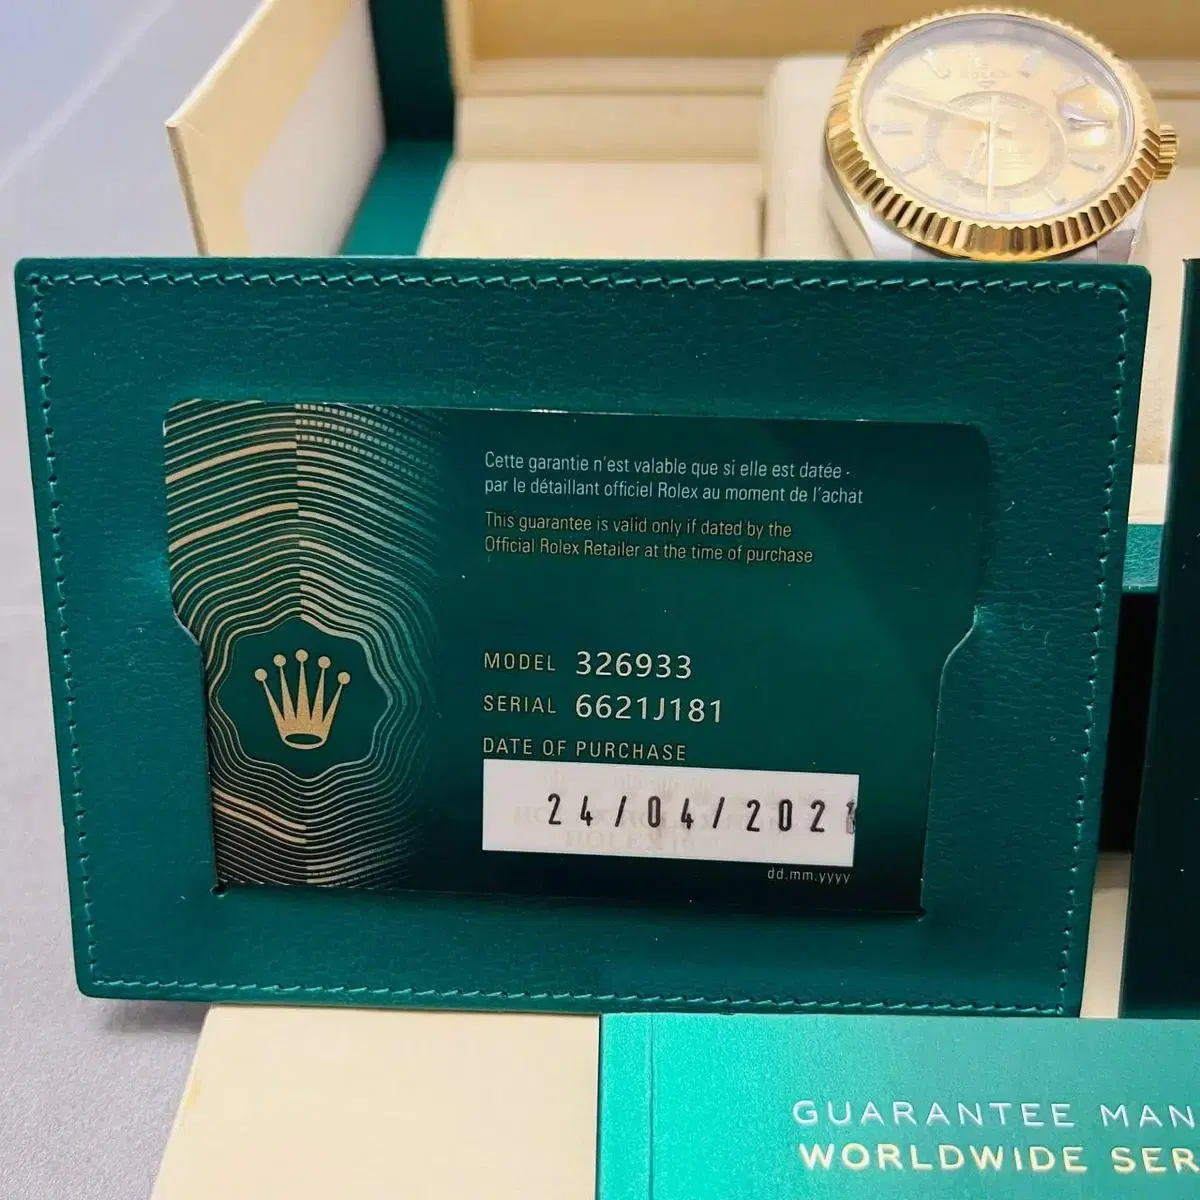 ROLEX
Cette garantie n'est valable que si elle est datée
par le détaillant officiel Rolex au moment de l'achat
This guarantee is valid only if dated by the
Official Rolex Retailer at the time of purchase
MODEL 326933
SERIAL 6621J181
DATE OF PURCHASE
24/04/202
dd.mm.yyyy
GUARANTEE MAN
WORLDWIDE SER